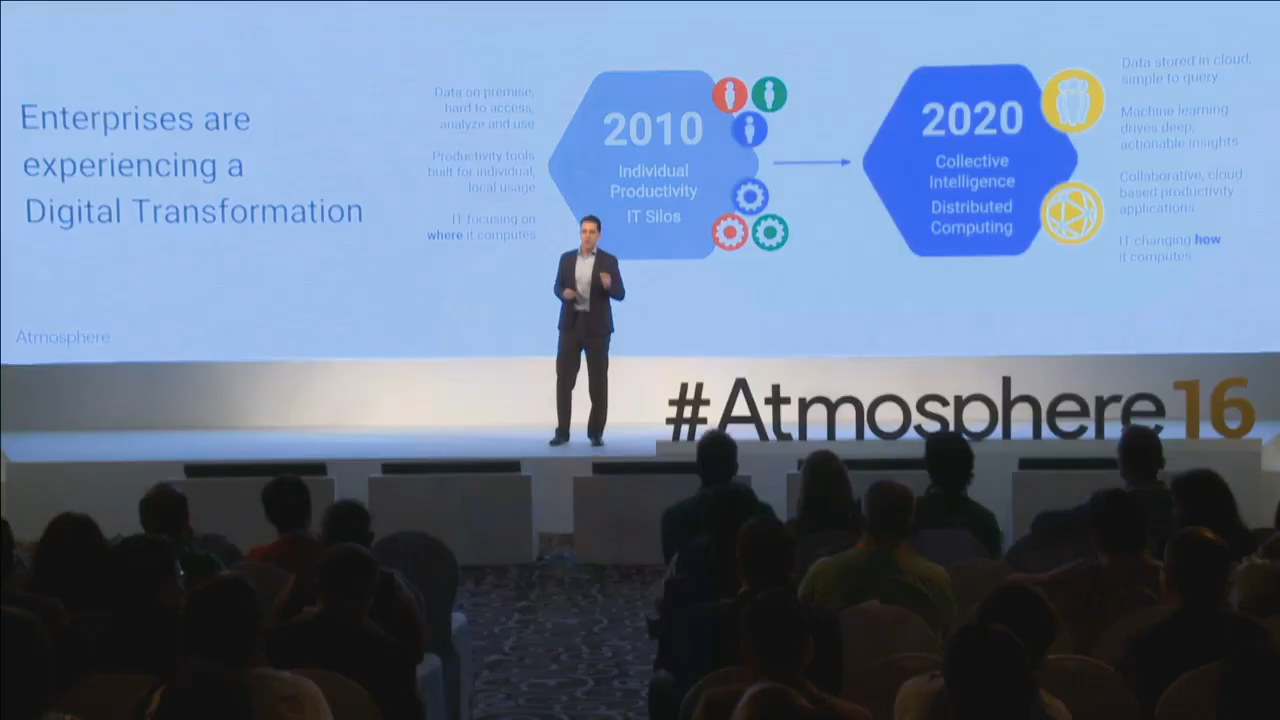 Enterprises are
experiencing a
Digital Transformation
Data on premise,
hard to access,
analyze and use
Productivity tools
built for individual,
local usage
IT focusing on
where it computes
2010
Individual
Productivity
IT Silos
2020
Collective
Intelligence
Distributed
Computing
Data stored in cloud,
simple to query
Machine learning
drives deep,
actionable insights
Collaborative, cloud
based productivity
applications
IT changing how
it computes
Atmosphere
#Atmosphere16